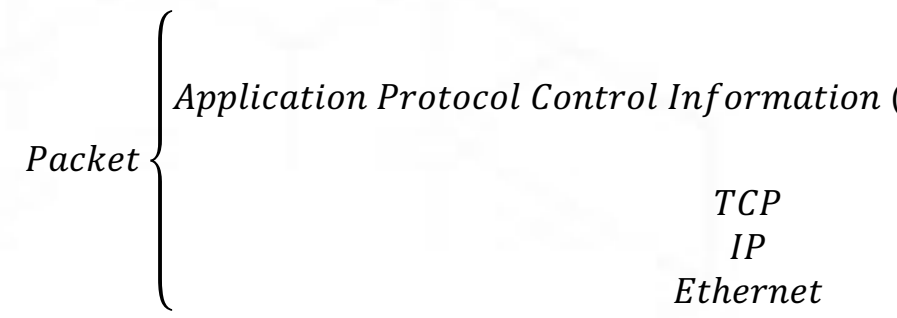 Application Protocol Control Information (
Packet
TCP
IP
Ethernet